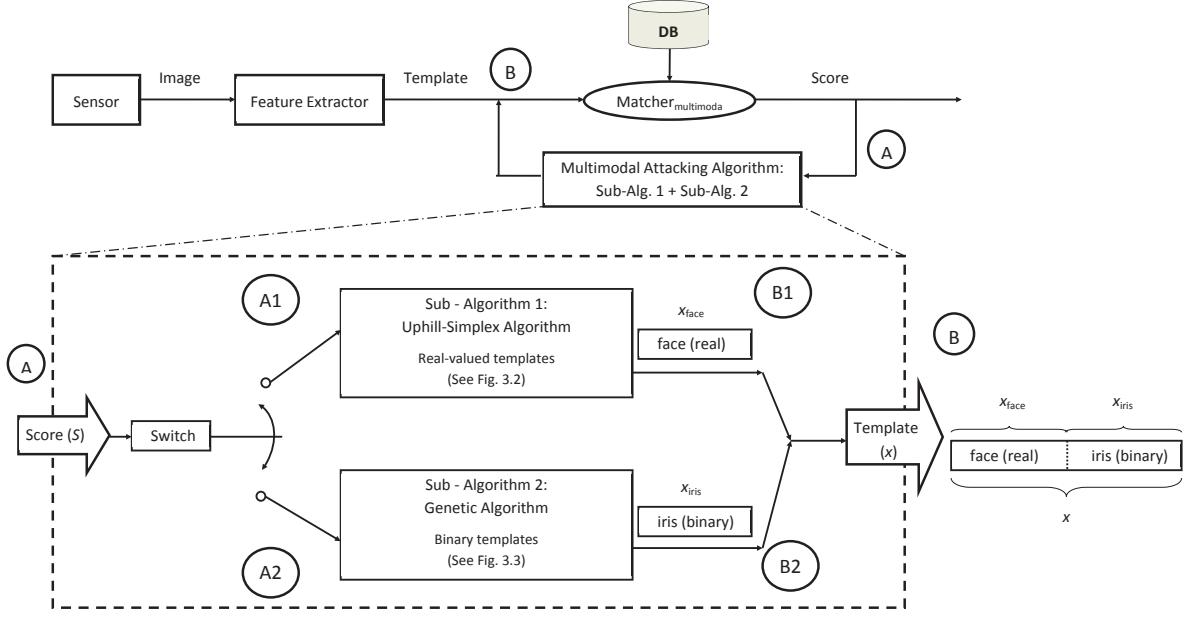 DB
Image
Template
B
Score
Sensor
Feature Extractor
Matchermultimoda
A
Multimodal Attacking Algorithm:
Sub-Alg. 1 + Sub-Alg. 2
A1
B1
Sub - Algorithm 1:
Uphill-Simplex Algorithm
Real-valued templates
(See Fig. 3.2)
xface
face (real)
A
B
Score (S)
Switch
Template
(x)
xface
xiris
face (real)
iris (binary)
x
Sub - Algorithm 2:
Genetic Algorithm
Binary templates
(See Fig. 3.3)
xiris
iris (binary)
A2
B2